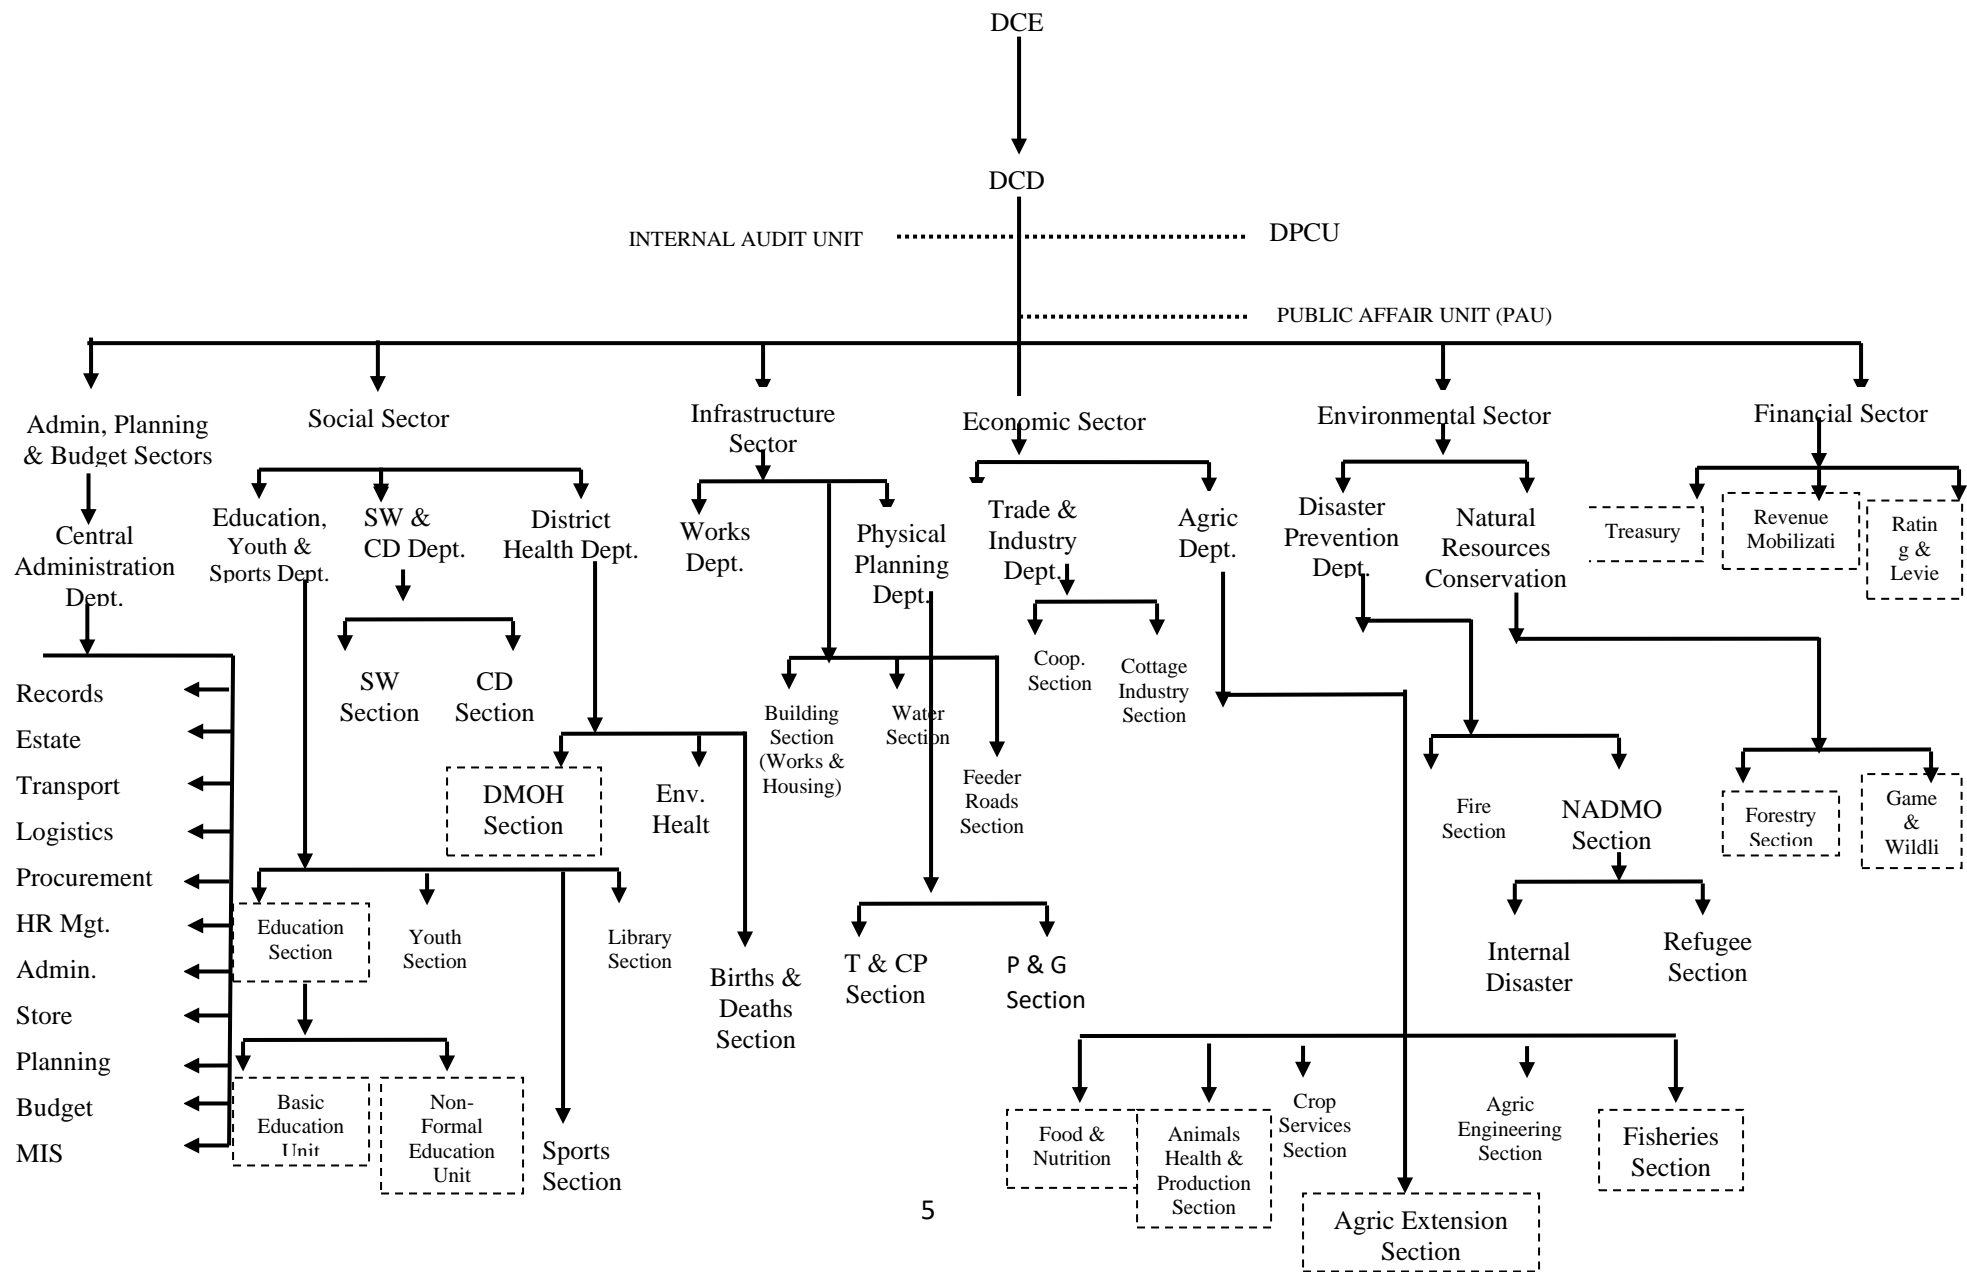 DCE
DCD
INTERNAL AUDIT UNIT
DPCU
PUBLIC AFFAIR UNIT (PAU)
Admin, Planning
& Budget Sectors
Social Sector
Infrastructure
Sector
Economic Sector
Environmental Sector
Financial Sector
Central
Administration
Dept.
Education,
Youth &
Sports Dept.
SW &
CD Dept.
District
Health Dept.
Works
Dept.
Physical
Planning
Dept.
Trade &
Industry
Dept.
Agric
Dept.
Disaster
Prevention
Dept.
Natural
Resources
Conservation
Treasury
Revenue
Mobilizati
Ratin
g &
Levie
SW
Section
CD
Section
Building
Section
(Works &
Housing)
Water
Section
Feeder
Roads
Section
Coop.
Section
Cottage
Industry
Section
DMOH
Section
Env.
Healt
Births &
Deaths
Section
Fire
Section
NADMO
Section
Forestry
Section
Game
&
Wildli
Records
Estate
Transport
Logistics
Procurement
HR Mgt.
Admin.
Store
Planning
Budget
MIS
Education
Section
Youth
Section
Library
Section
T & CP
Section
P & G
Section
Internal
Disaster
Refugee
Section
Basic
Education
Unit
Non-
Formal
Education
Unit
Sports
Section
Food &
Nutrition
Animals
Health &
Production
Section
Crop
Services
Section
Agric
Engineering
Section
Fisheries
Section
Agric Extension
Section
5